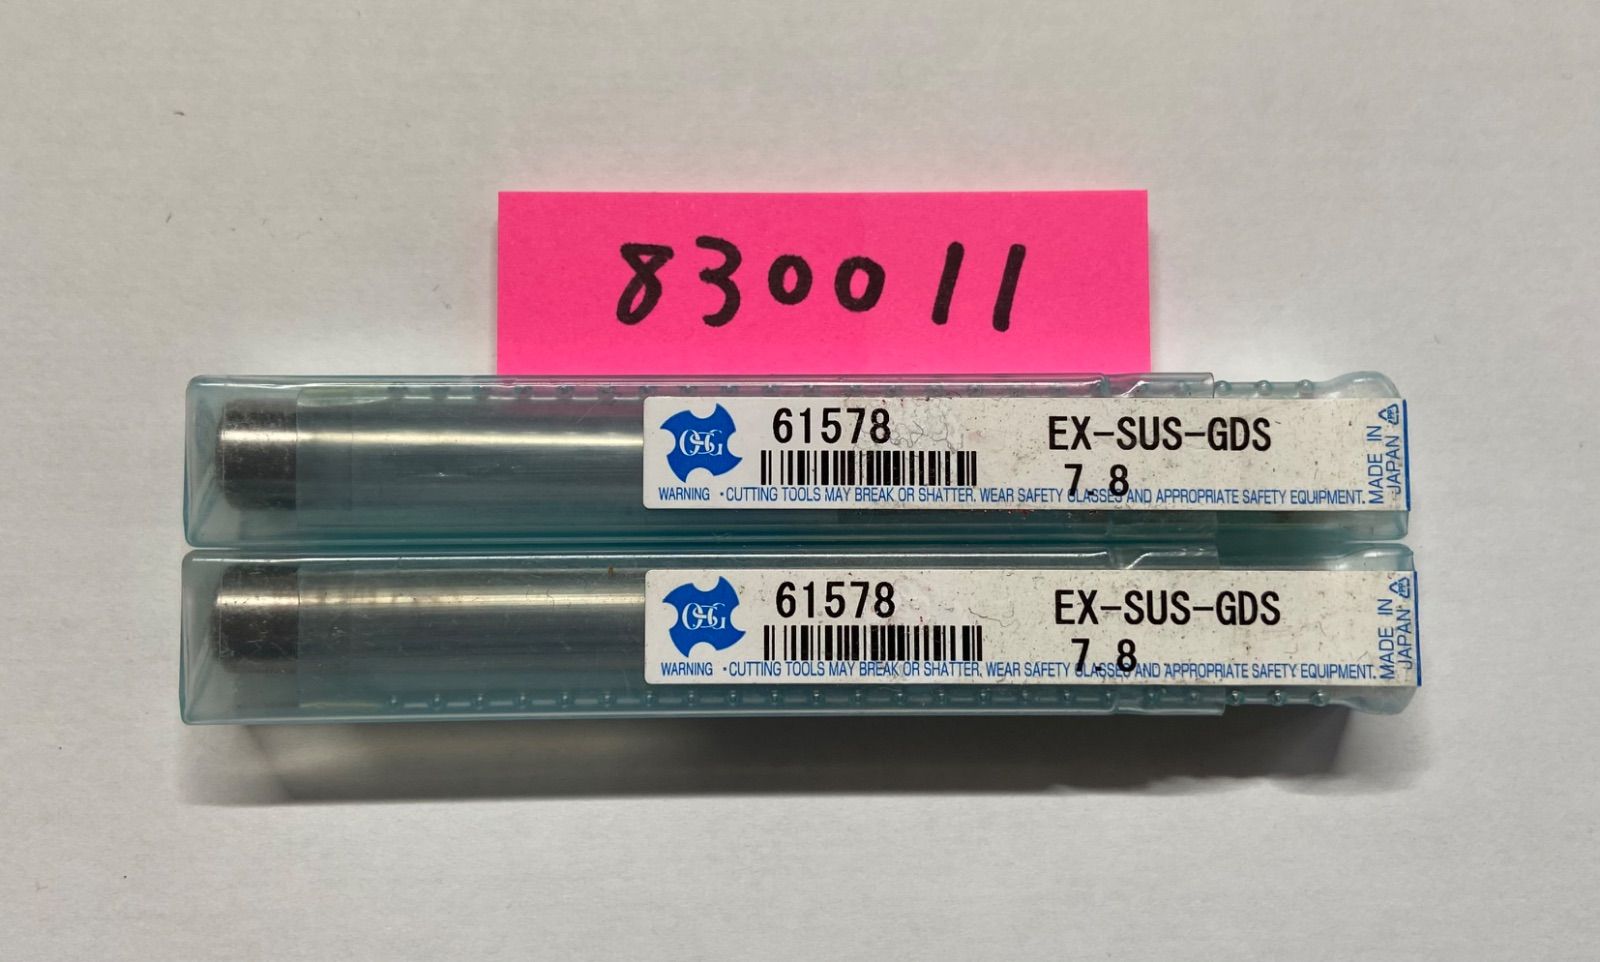 830011
OSG
61578
EX-SUS-GDS
7.8
WARNING ・CUTTING TOOLS MAY BREAK OR SHATTER. WEAR SAFETY GLASSES AND APPROPRIATE SAFETY EQUIPMENT.
MADE IN
JAPAN
OSG
61578
EX-SUS-GDS
7.8
WARNING ・CUTTING TOOLS MAY BREAK OR SHATTER. WEAR SAFETY GLASSES AND APPROPRIATE SAFETY EQUIPMENT.
MADE IN
JAPAN